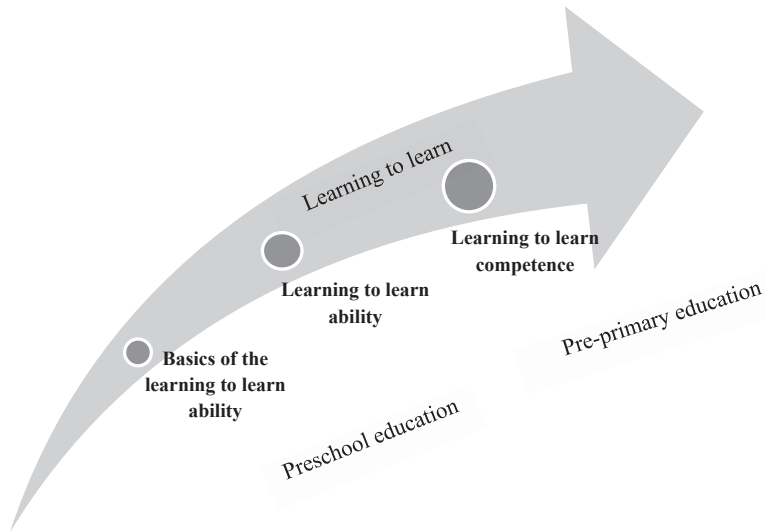 Learning to learn
Learning to learn
competence
Learning to learn
ability
Basics of the
learning to learn
ability
Pre-primary education
Preschool education